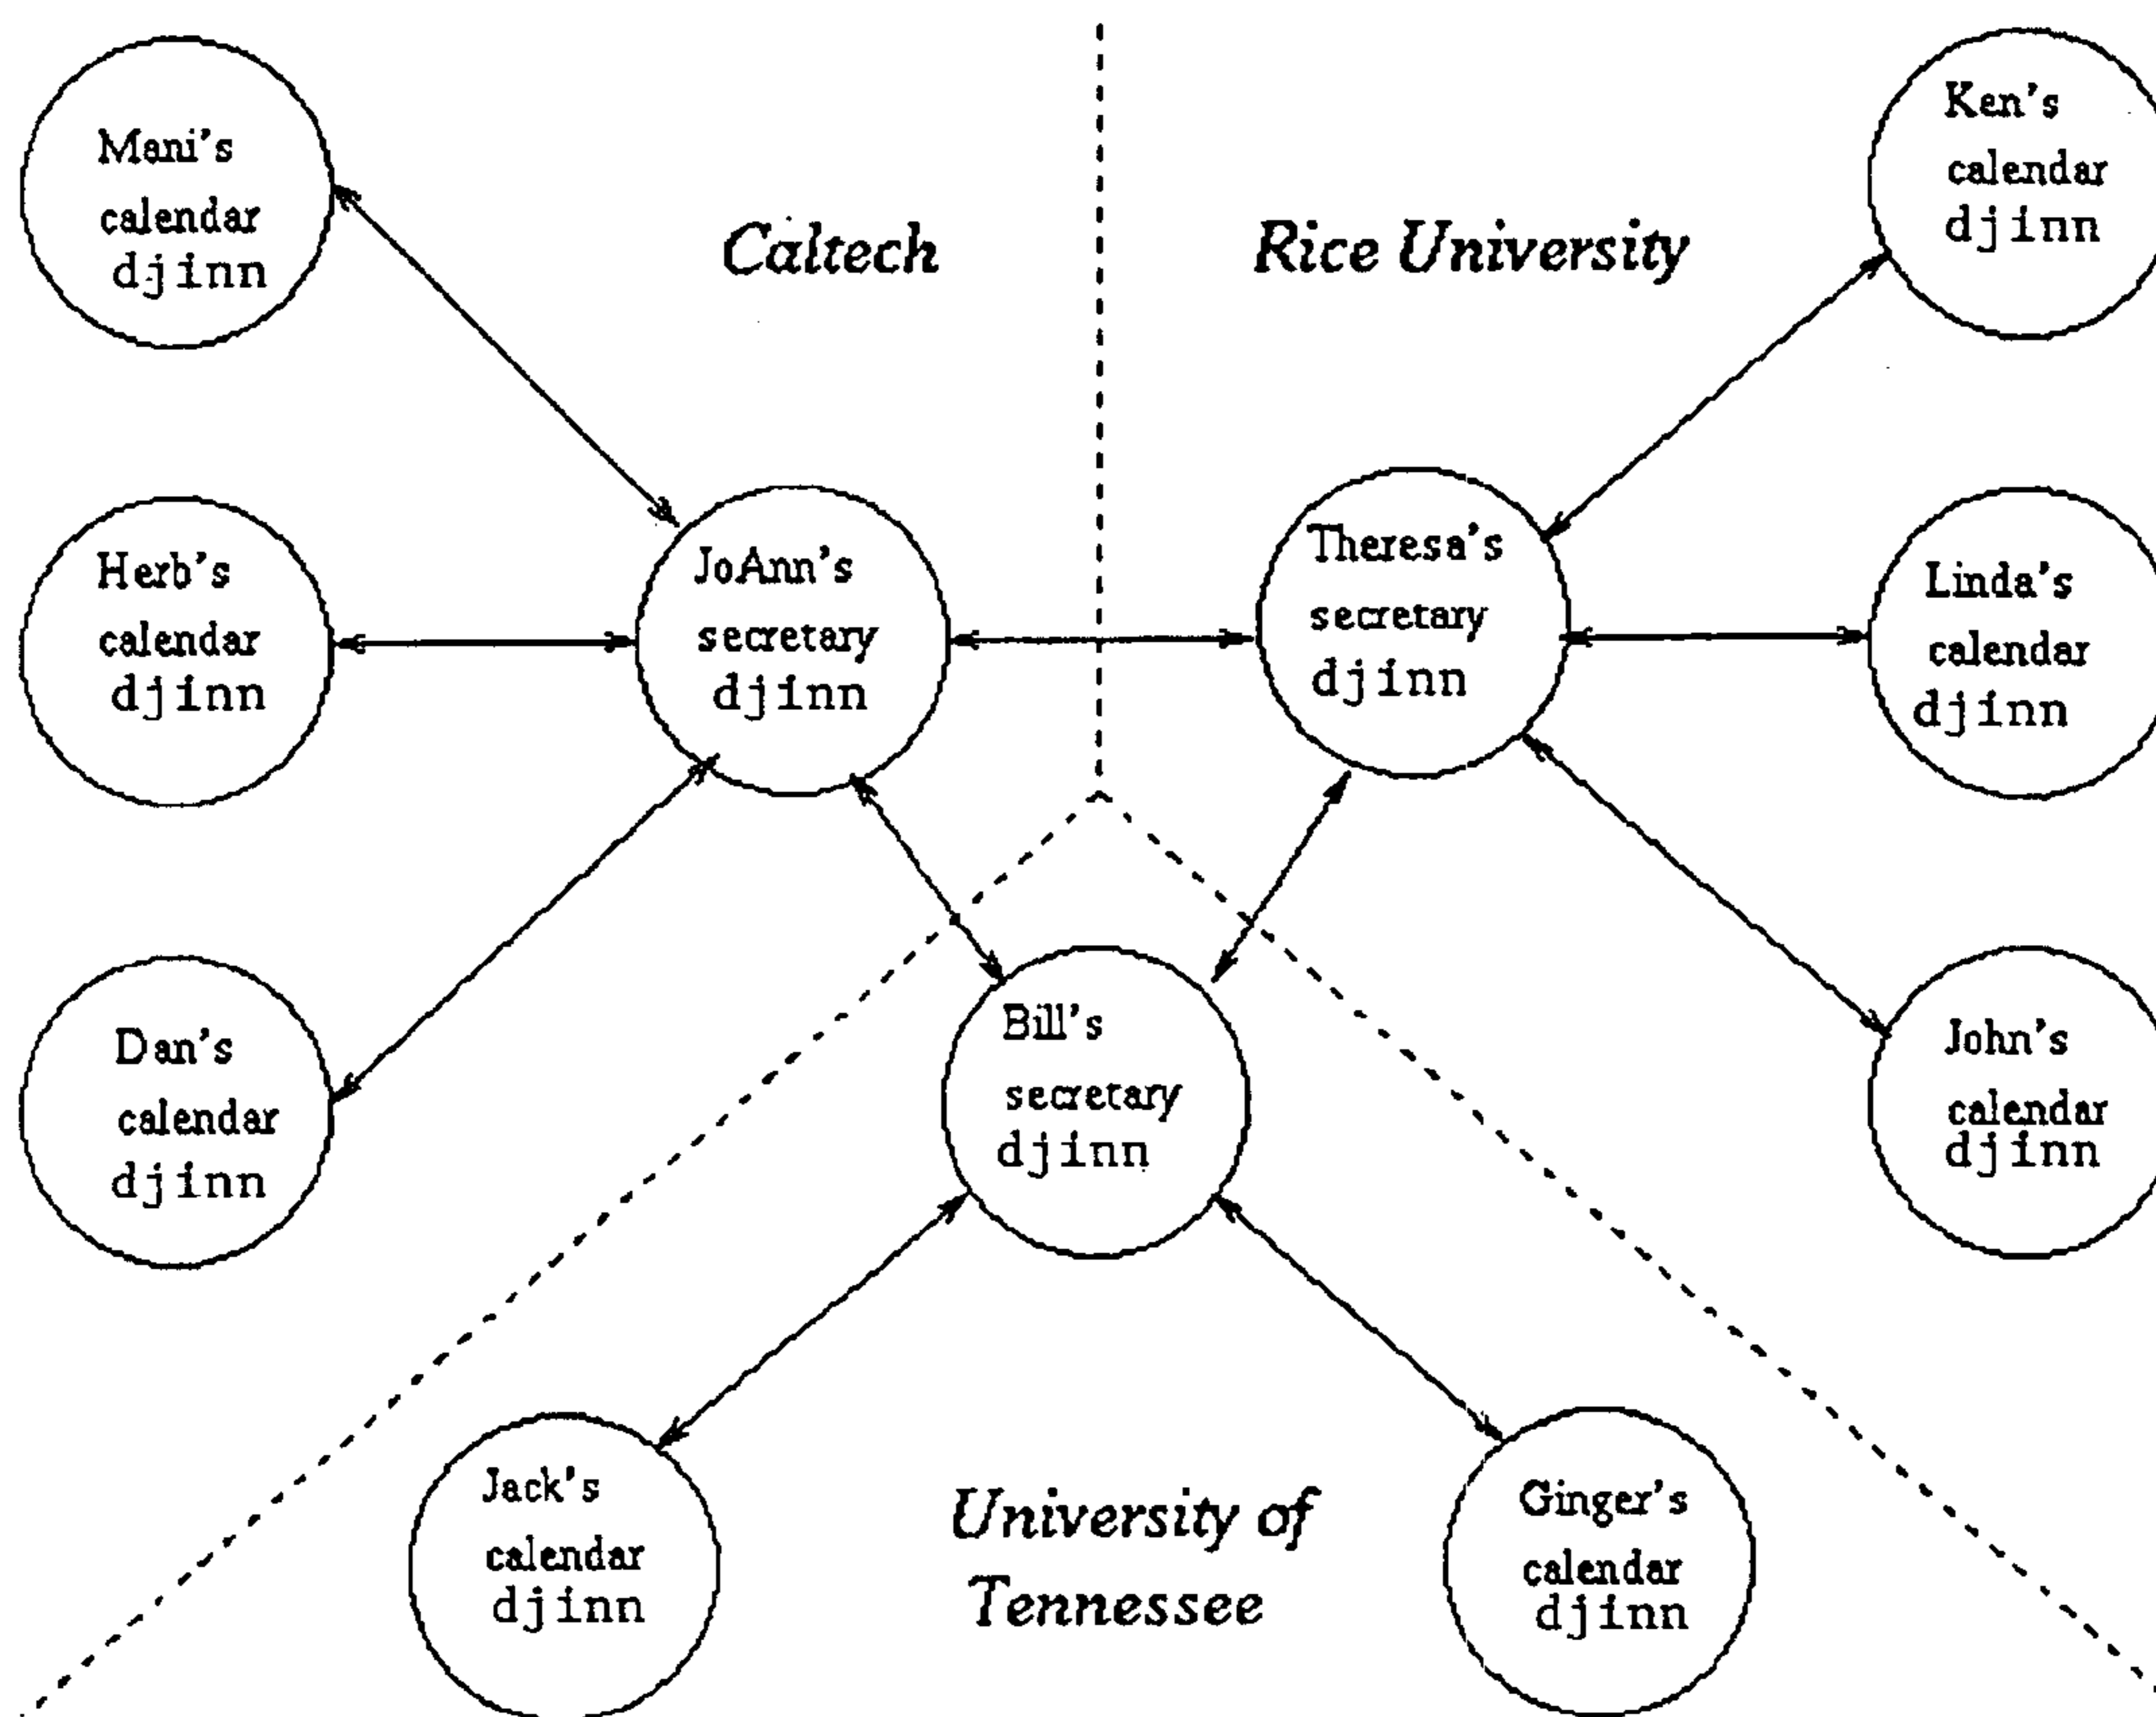 Mani's
calendar
djinn
Caltech
Rice University
Ken's
calendar
djinn
Herb's
calendar
djinn
JoAnn's
secretary
djinn
Theresa's
secretary
djinn
Linda's
calendar
djinn
Dan's
calendar
djinn
Bill's
secretary
djinn
John's
calendar
djinn
Jack's
calendar
djinn
University of
Tennessee
Ginger's
calendar
djinn